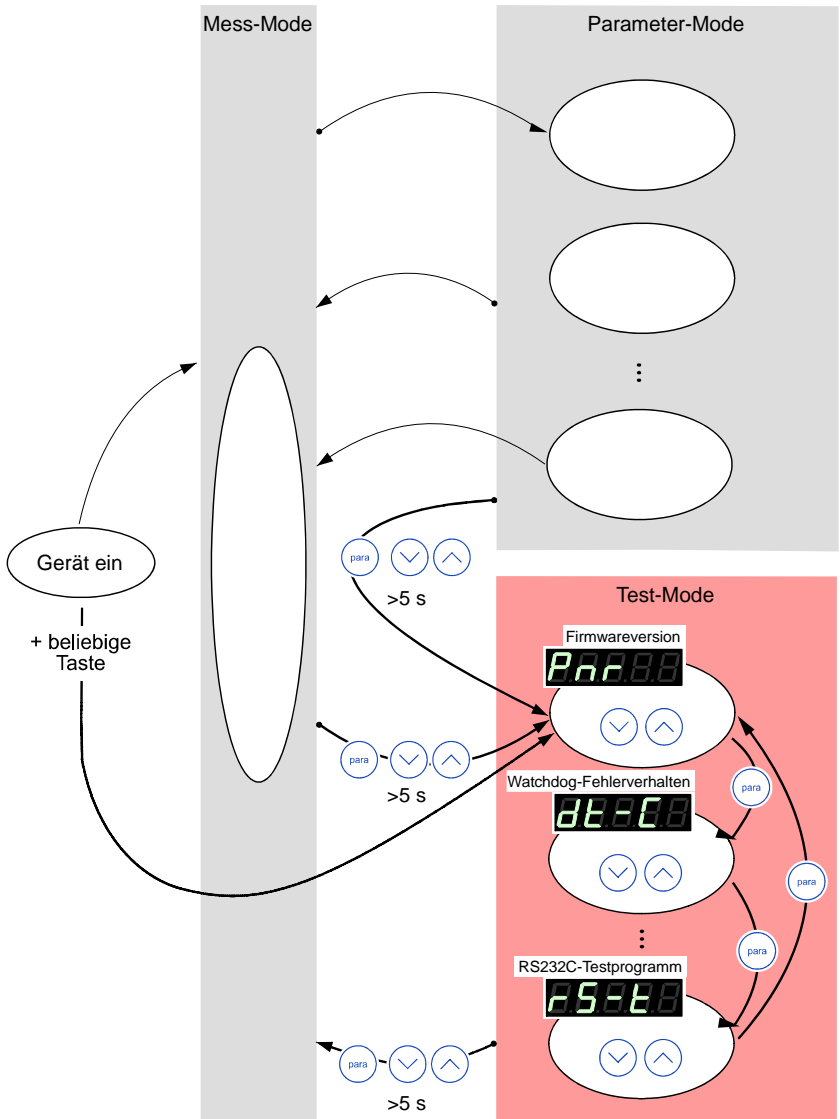 Mess-Mode
Parameter-Mode
Gerät ein
+ beliebige
Taste
para
>5 s
Test-Mode
Firmwareversion
Pnr
para
>5 s
para
Watchdog-Fehlerverhalten
dt-C
para
para
RS232C-Testprogramm
rS-t
para
>5 s